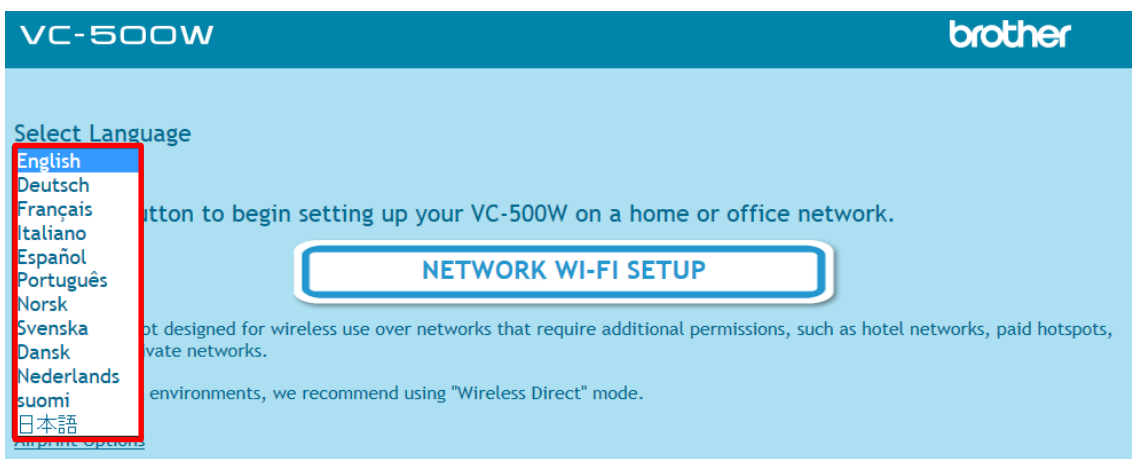 VC-500W
brother
Select Language
English
Deutsch
Français
utton to begin setting up your VC-500W on a home or office network.
Italiano
Español
Português
NETWORK WI-FI SETUP
Norsk
Svenska
ot designed for wireless use over networks that require additional permissions, such as hotel networks, paid hotspots,
Dansk
ivate networks.
Nederlands
environments, we recommend using "Wireless Direct" mode.
suomi
日本語
Airprint Options